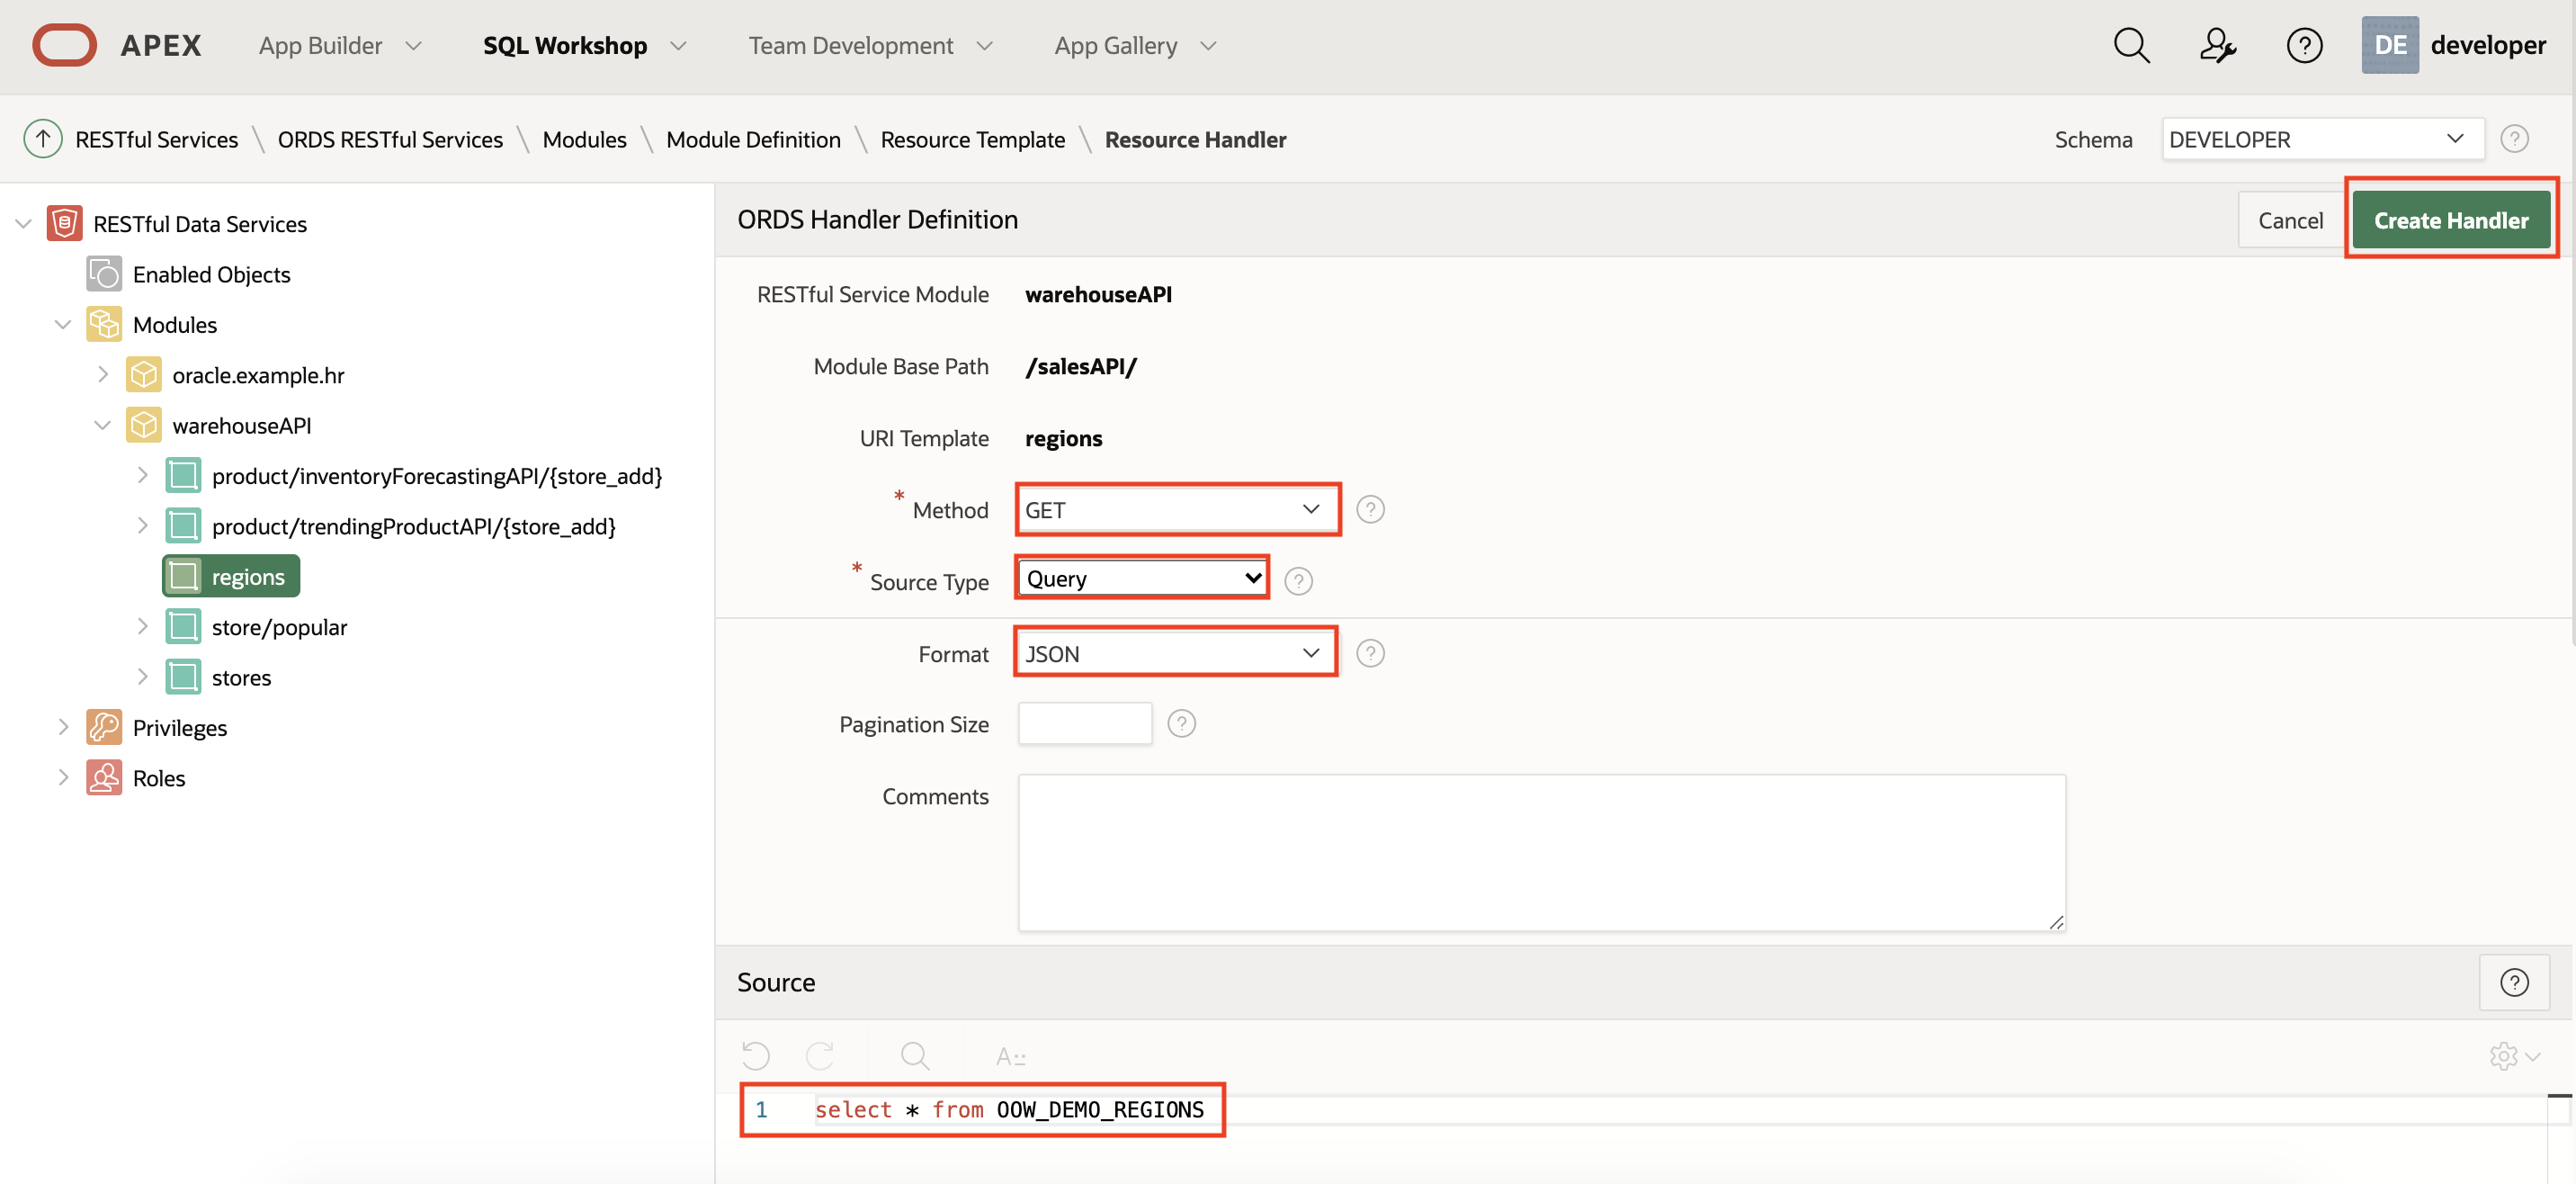 APEX App Builder SQL Workshop Team Development App Gallery DE developer
RESTful Services \ ORDS RESTful Services \ Modules \ Module Definition \ Resource Template \ Resource Handler Schema DEVELOPER
RESTful Data Services
Enabled Objects
Modules
oracle.example.hr
warehouseAPI
product/inventoryForecastingAPI/{store_add}
product/trendingProductAPI/{store_add}
regions
store/popular
stores
Privileges
Roles
ORDS Handler Definition Cancel Create Handler
RESTful Service Module warehouseAPI
Module Base Path /salesAPI/
URI Template regions
* Method GET
* Source Type Query
Format JSON
Pagination Size
Comments
Source
A::
1 select * from OOW_DEMO_REGIONS